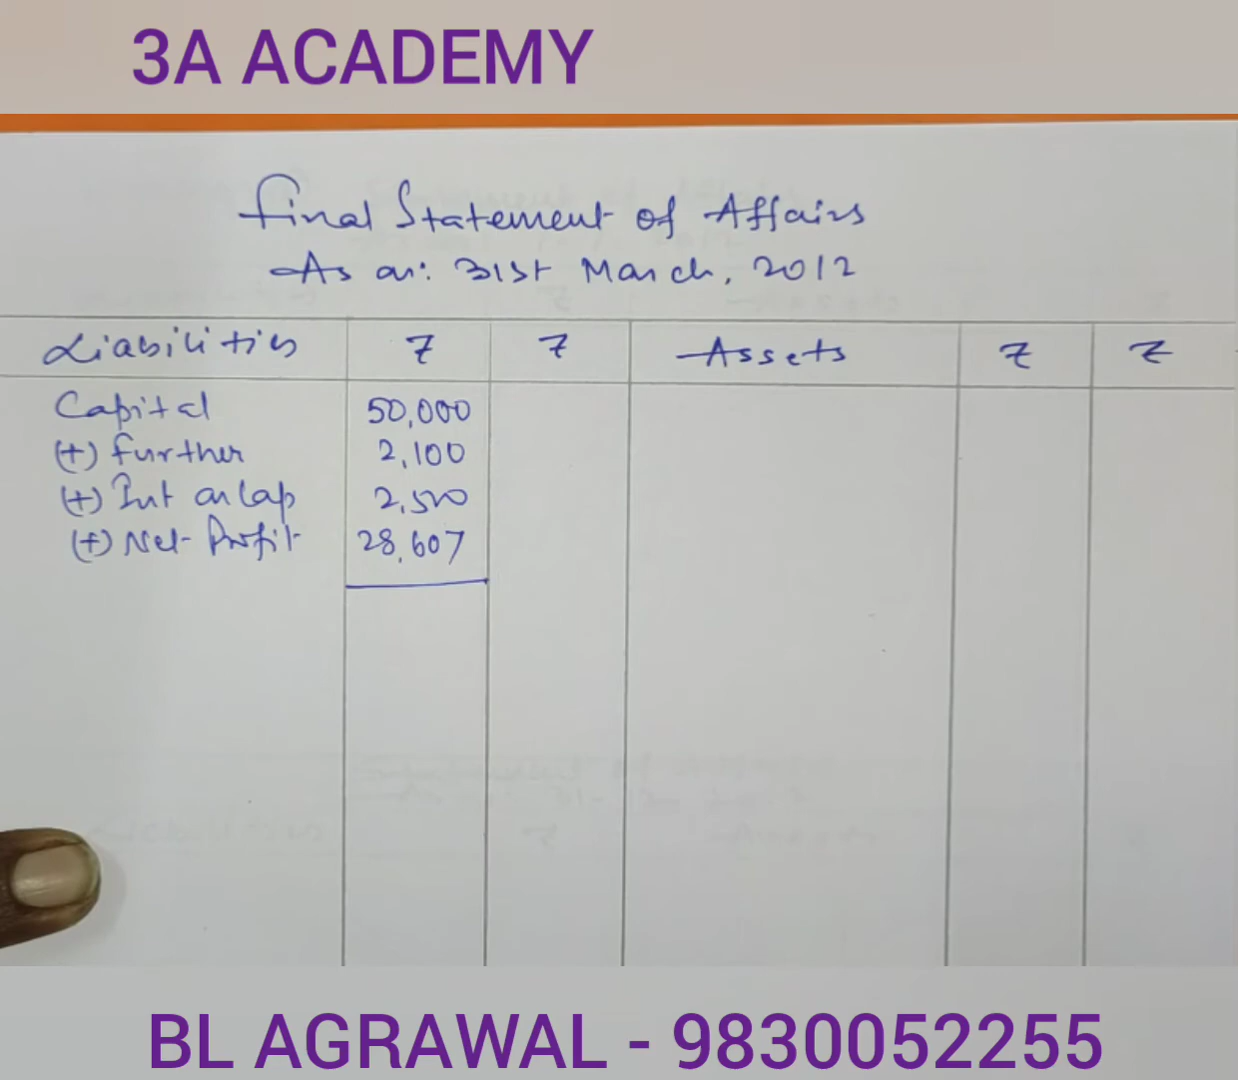 3A ACADEMY
Final Statement of Affairs
As on: 31st March, 2012
Liabilities ₹ ₹ Assets ₹ ₹
Capital 50,000
(+) further 2,100
(+) Int on Cap 2,500
(+) Net Profit 28,607
BL AGRAWAL - 9830052255